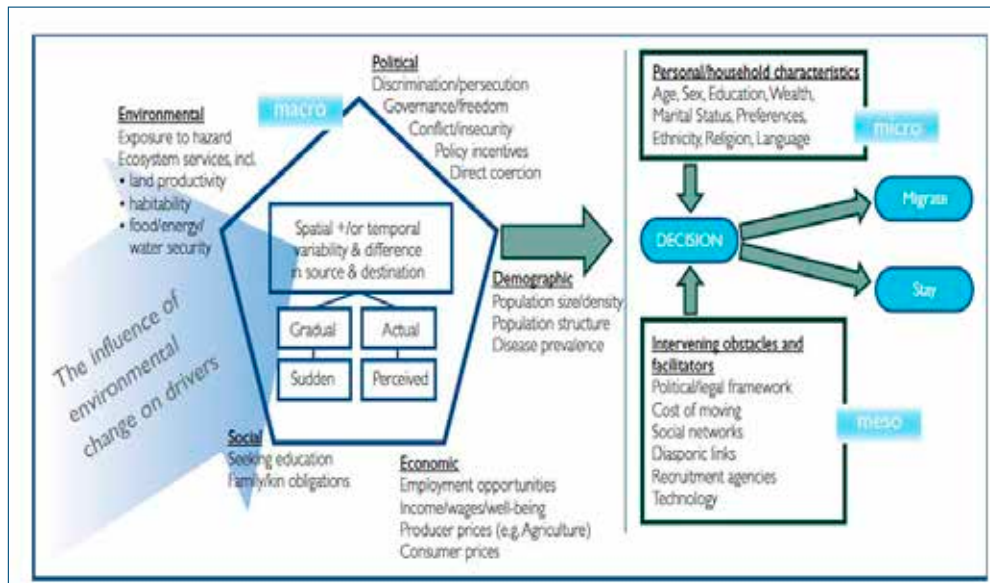 Political
Discrimination/persecution
Governance/freedom
Conflict/insecurity
Policy incentives
Direct coercion
macro
Environmental
Exposure to hazard
Ecosystem services, incl.
• land productivity
• habitability
• food/energy/
water security
Spatial +/or temporal
variability & difference
in source & destination
Gradual
Actual
Sudden
Perceived
The influence of
environmental
change on drivers
Demographic
Population size/density
Population structure
Disease prevalence
Social
Seeking education
Family/kin obligations
Economic
Employment opportunities
Income/wages/well-being
Producer prices (e.g. Agriculture)
Consumer prices
Personal/household characteristics
Age, Sex, Education, Wealth,
Marital Status, Preferences,
Ethnicity, Religion, Language
micro
DECISION
Migrate
Stay
Intervening obstacles and
facilitators
Political/legal framework
Cost of moving
Social networks
Diasporic links
Recruitment agencies
Technology
meso